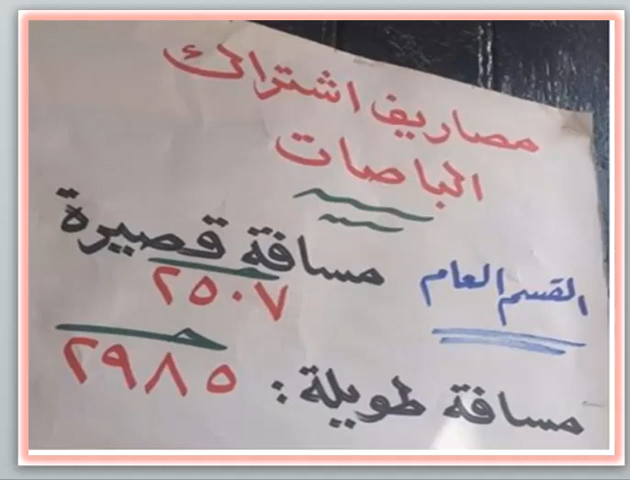 مصاريف اشتراك
الباصات
القسم العام
مسافة قصيرة
٢٥٠٧
مسافة طويلة: ٢٩٨٥